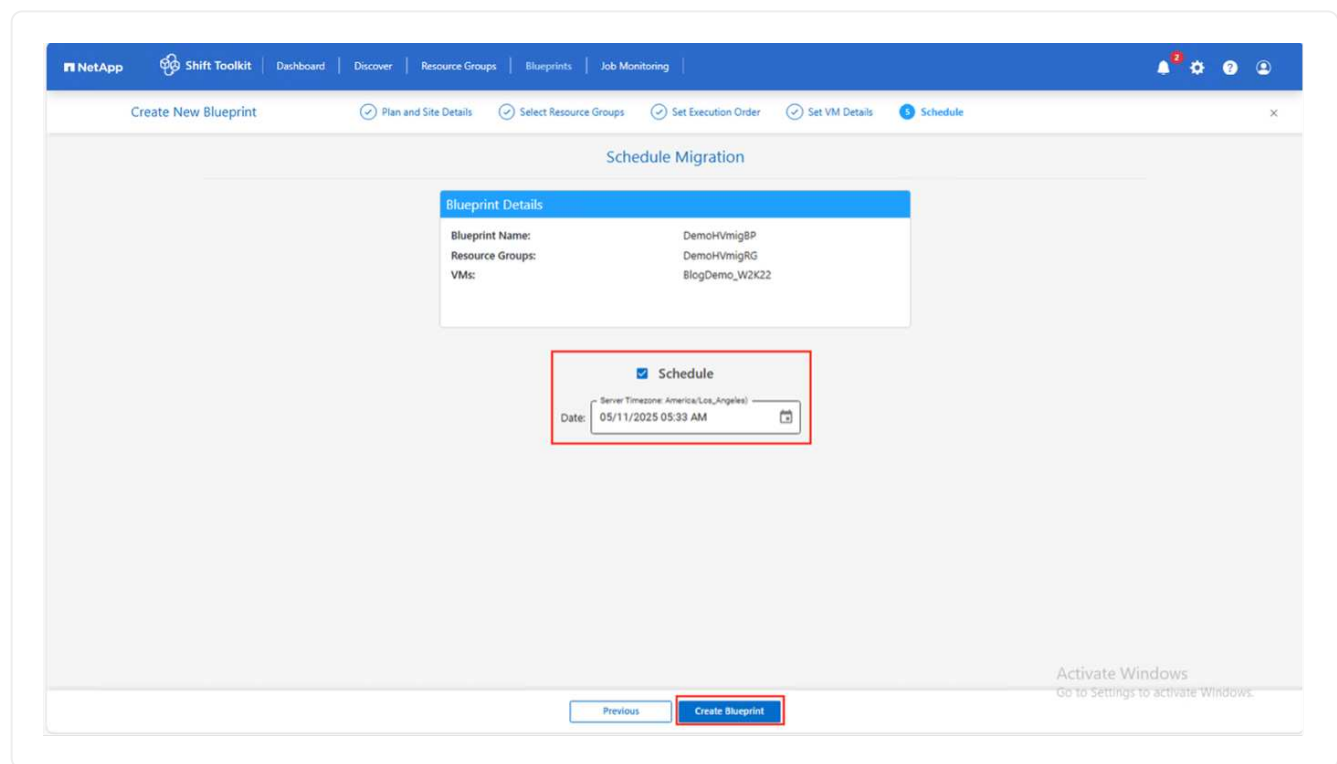 NetApp Shift Toolkit Dashboard Discover Resource Groups Blueprints Job Monitoring 2 ?
Create New Blueprint Plan and Site Details Select Resource Groups Set Execution Order Set VM Details 5 Schedule ×
Schedule Migration
Blueprint Details
Blueprint Name: DemoHVmigBP
Resource Groups: DemoHVmigRG
VMs: BlogDemo_W2K22
Schedule
Server Timezone: America/Los_Angeles)
Date: 05/11/2025 05:33 AM
Activate Windows
Go to Settings to activate Windows.
Previous Create Blueprint